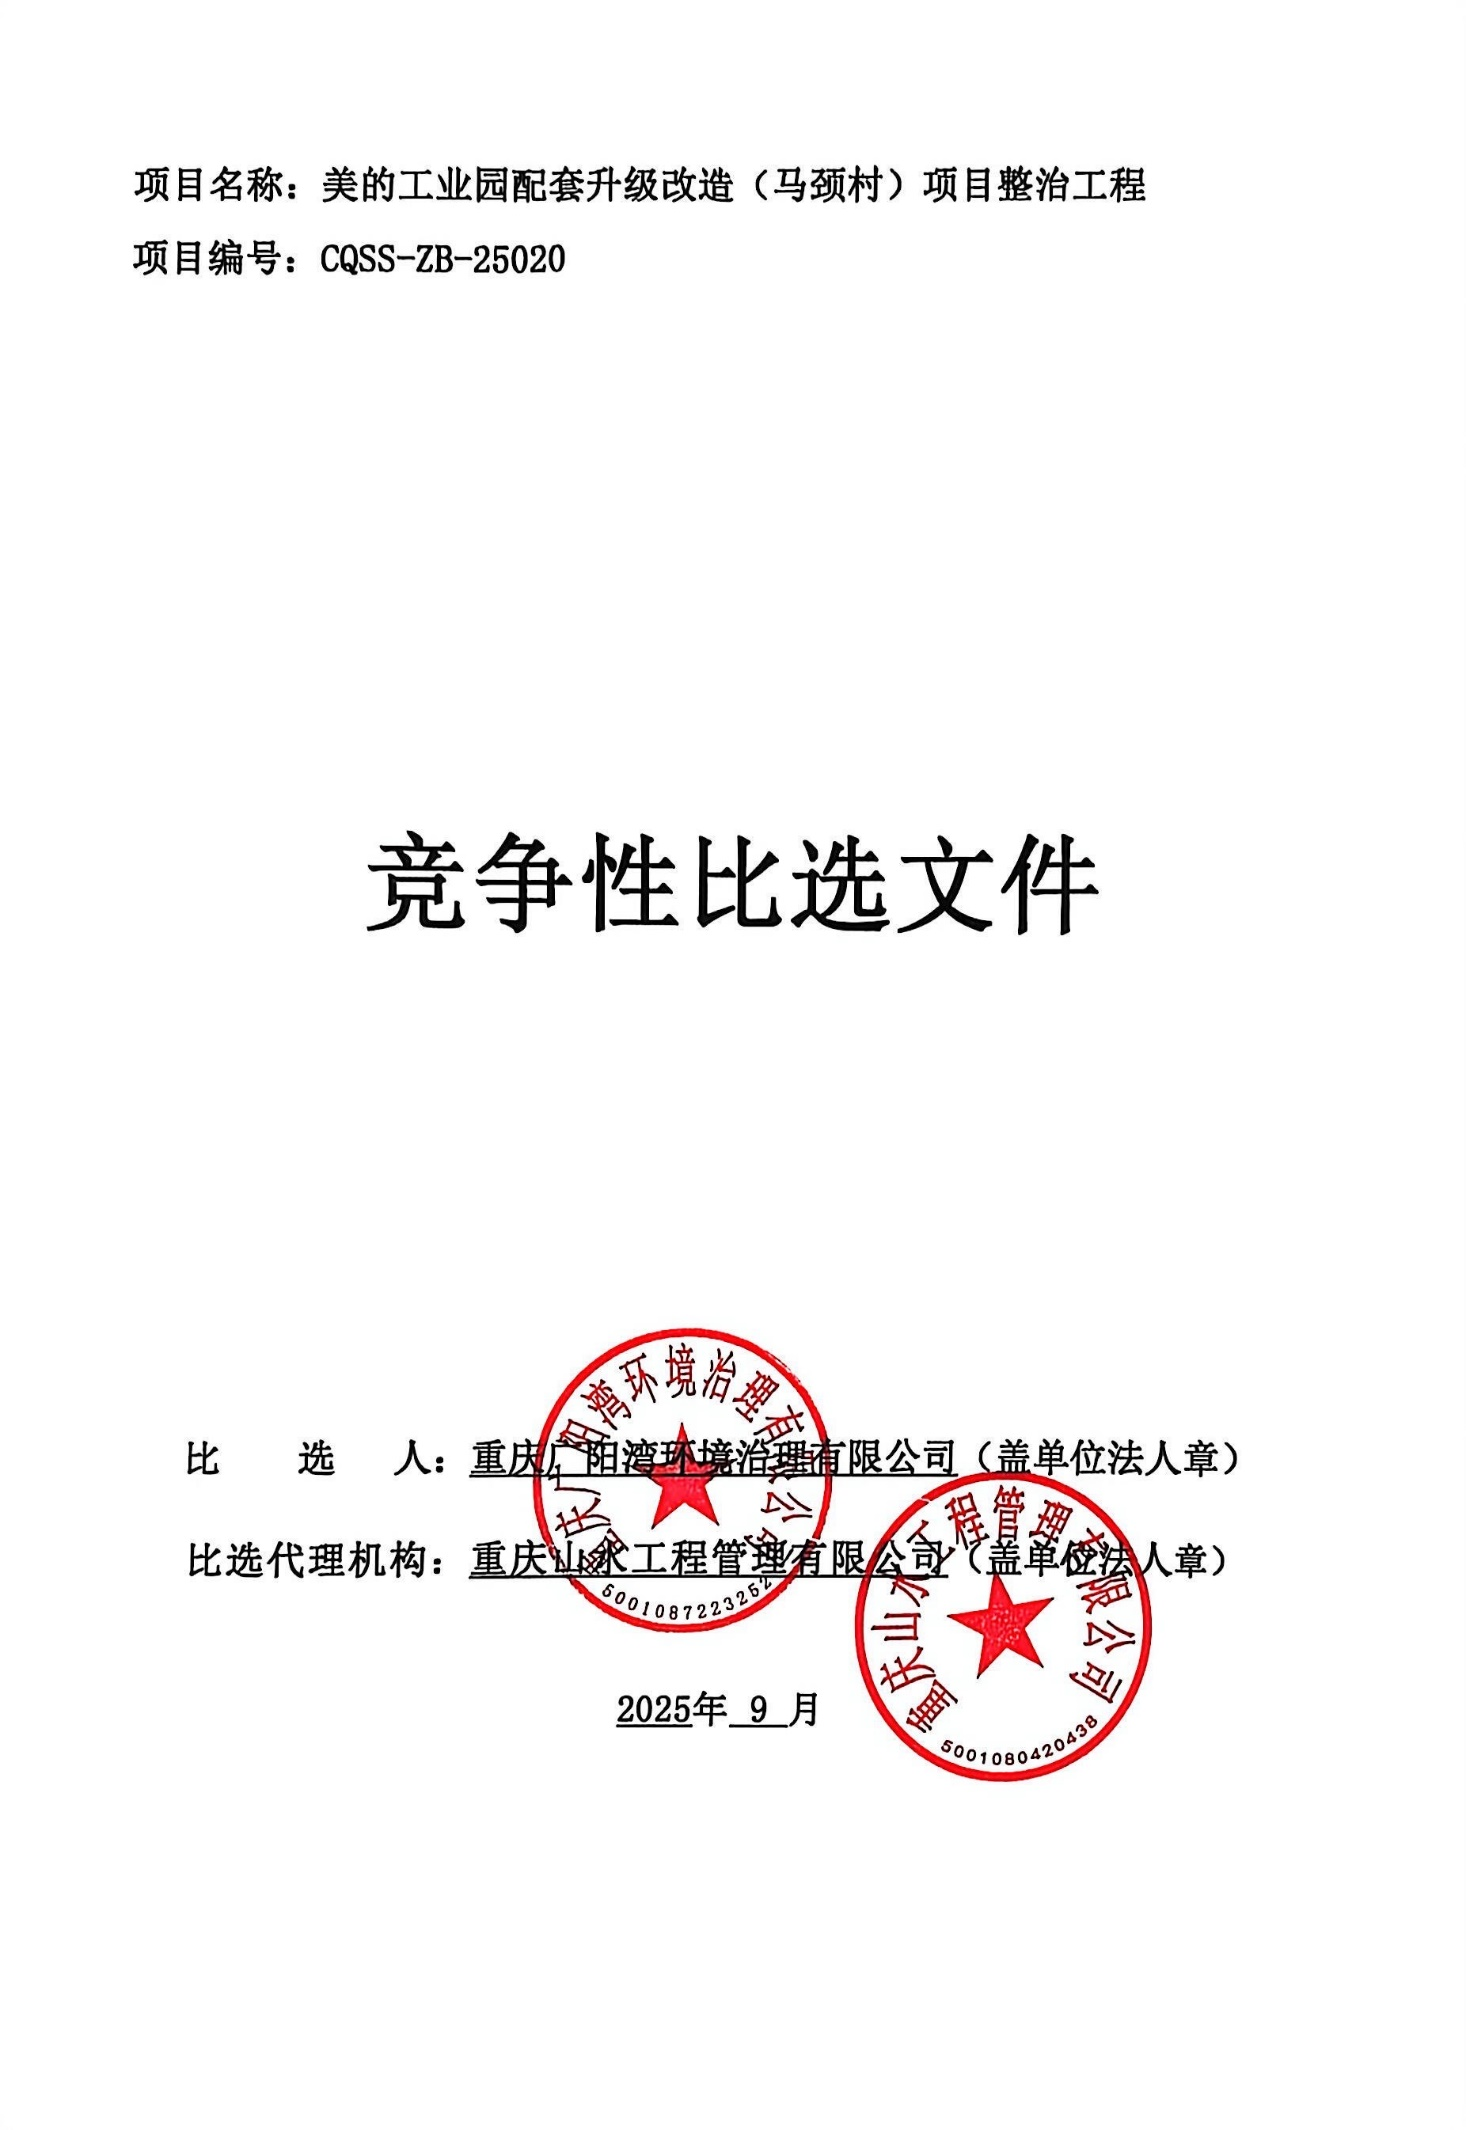 项目名称：美的工业园配套升级改造（马颈村）项目整治工程
项目编号：CQSS-ZB-25020
竞争性比选文件
比 选 人：重庆广阳湾环境治理有限公司（盖单位法人章）
比选代理机构：重庆山水工程管理有限公司（盖单位法人章）
2025年 9 月
重庆广阳湾环境治理有限公司
5001087223252
重庆山水工程管理有限公司
5001080420438